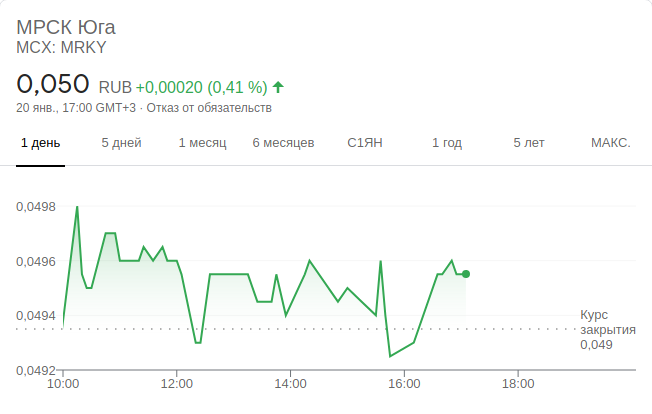 МРСК Юга
MCX: MRKY
0,050 RUB +0,00020 (0,41 %)
20 янв., 17:00 GMT+3 · Отказ от обязательств
1 день 5 дней 1 месяц 6 месяцев С1ЯН 1 год 5 лет МАКС.
0,0498
0,0496
0,0494
Курс
закрытия
0,049
0,0492
10:00 12:00 14:00 16:00 18:00